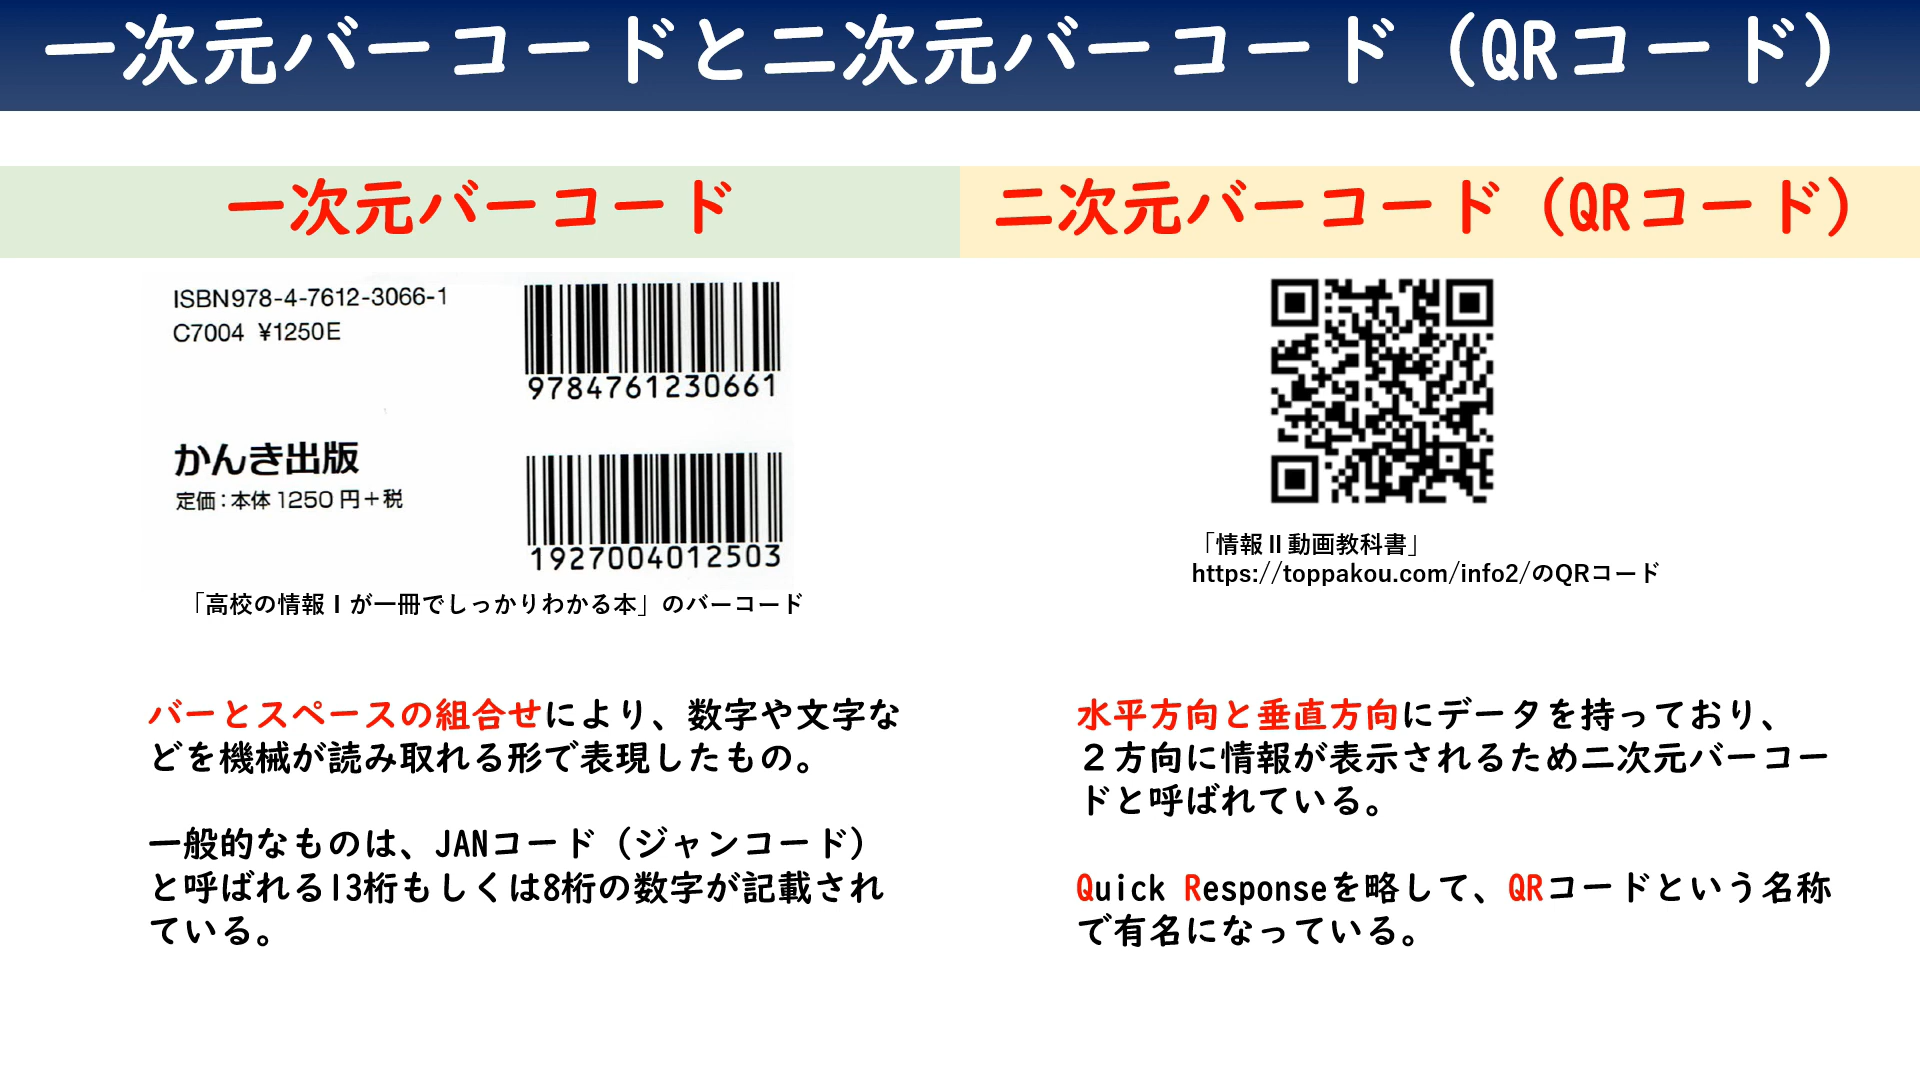 一次元バーコードと二次元バーコード（QRコード）
一次元バーコード
ISBN978-4-7612-3066-1
C7004 ¥1250E
9784761230661
かんき出版
定価：本体1250円＋税
1927004012503
「高校の情報Ⅰが一冊でしっかりわかる本」のバーコード
バーとスペースの組合せにより、数字や文字な
どを機械が読み取れる形で表現したもの。
一般的なものは、JANコード（ジャンコード）
と呼ばれる13桁もしくは8桁の数字が記載され
ている。
二次元バーコード（QRコード）
「情報Ⅱ動画教科書」
https://toppakou.com/info2/のQRコード
水平方向と垂直方向にデータを持っており、
２方向に情報が表示されるため二次元バーコー
ドと呼ばれている。
Quick Responseを略して、QRコードという名称
で有名になっている。